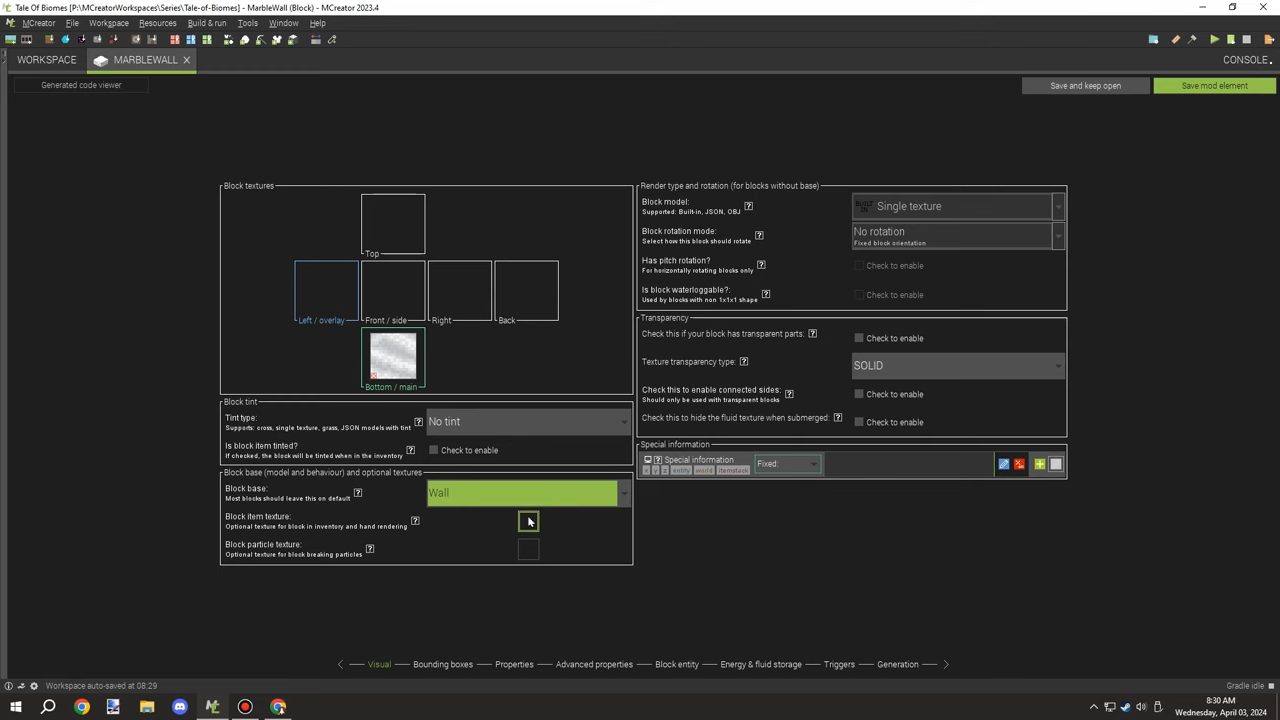 Tale Of Biomes [P:\MCreatorWorkspaces\Series\Tale-of-Biomes] - MarbleWall (Block) - MCreator 2023.4
MCreator File Workspace Resources Build & run Tools Window Help
WORKSPACE MARBLEWALL CONSOLE
Generated code viewer Save and keep open Save mod element
Block textures
Top
Left / overlay Front / side Right Back
Bottom / main
Block tint
Tint type: ?
Supports: cross, single texture, grass, JSON models with tint
No tint
Is block item tinted? ?
If checked, the block will be tinted when in the inventory
Check to enable
Block base (model and behaviour) and optional textures
Block base: ?
Most blocks should leave this on default
Wall
Block item texture: ?
Optional texture for block in inventory and hand rendering
Block particle texture: ?
Optional texture for block breaking particles
Render type and rotation (for blocks without base)
Block model: ?
Supported: Built-in, JSON, OBJ
BUILT IN Single texture
Block rotation mode: ?
Select how this block should rotate
No rotation
Fixed block orientation
Has pitch rotation? ?
For horizontally rotating blocks only
Check to enable
Is block waterloggable?: ?
Used by blocks with non 1x1x1 shape
Check to enable
Transparency
Check this if your block has transparent parts: ? Check to enable
Texture transparency type: ? SOLID
Check this to enable connected sides: ?
Should only be used with transparent blocks
Check to enable
Check this to hide the fluid texture when submerged: ? Check to enable
Special information
? Special information
x y z entity world itemstack
Fixed:
Visual Bounding boxes Properties Advanced properties Block entity Energy & fluid storage Triggers Generation
Workspace auto-saved at 08:29 Gradle idle
8:30 AM
Wednesday, April 03, 2024